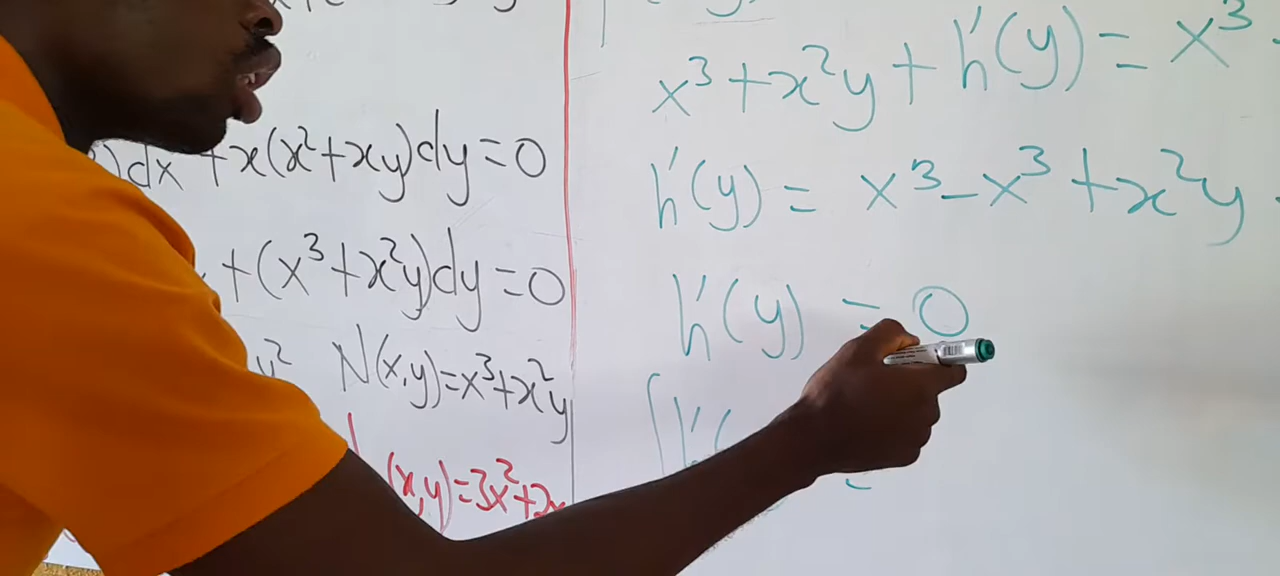 )dx + x(x²+xy)dy=0
+(x³+x²y)dy=0
y² N(x,y)=x³+x²y
(x,y)=3x²+2x
x³+x²y+h'(y)= x³
h'(y) = x³-x³+x²y
h'(y) = 0
∫h'(